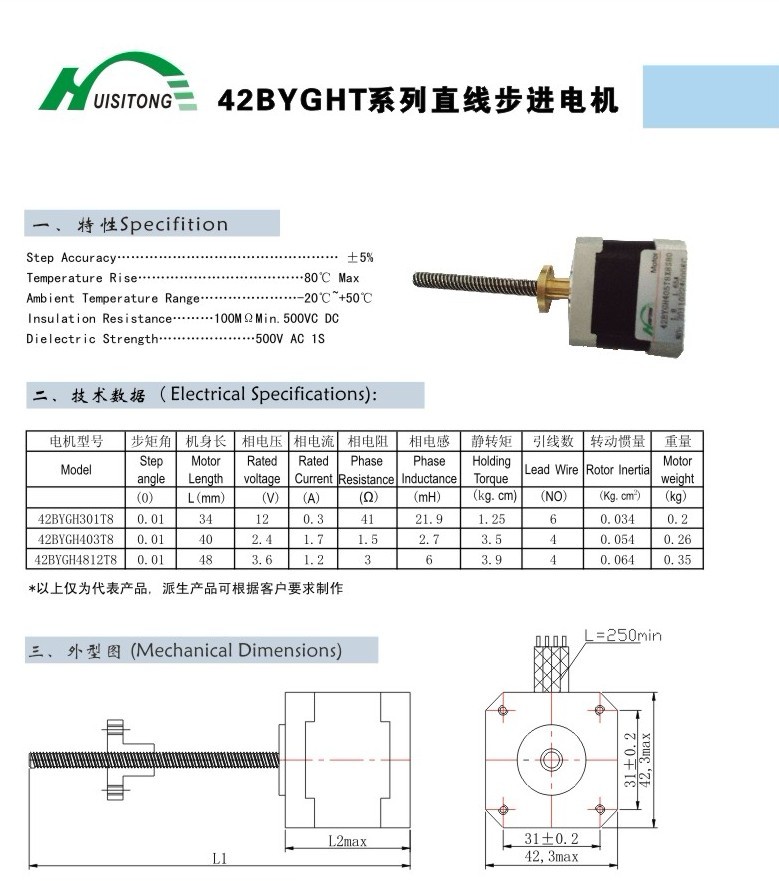 HUISITONG
42BYGHT系列直线步进电机
一、特性Specifition
Step Accuracy………………………………………… ±5%
Temperature Rise………………………………80℃ Max
Ambient Temperature Range…………………-20℃~+50℃
Insulation Resistance………100MΩMin.500VC DC
Dielectric Strength…………………500V AC 1S
二、技术数据 （Electrical Specifications):
电机型号 步矩角 机身长 相电压 相电流 相电阻 相电感 静转矩 引线数 转动惯量 重量
Model Step angle Motor Length Rated voltage Rated Current Phase Resistance Phase Inductance Holding Torque Lead Wire Rotor Inertia Motor weight
(0) L(mm) (V) (A) (Ω) (mH) (kg. cm) (NO) (Kg. cm²) (kg)
42BYGH301T8 0.01 34 12 0.3 41 21.9 1.25 6 0.034 0.2
42BYGH403T8 0.01 40 2.4 1.7 1.5 2.7 3.5 4 0.054 0.26
42BYGH4812T8 0.01 48 3.6 1.2 3 6 3.9 4 0.064 0.35
*以上仅为代表产品, 派生产品可根据客户要求制作
三、外型图 (Mechanical Dimensions)
L=250min
31±0.2
42,3max
L2max
L1
31±0.2
42,3max